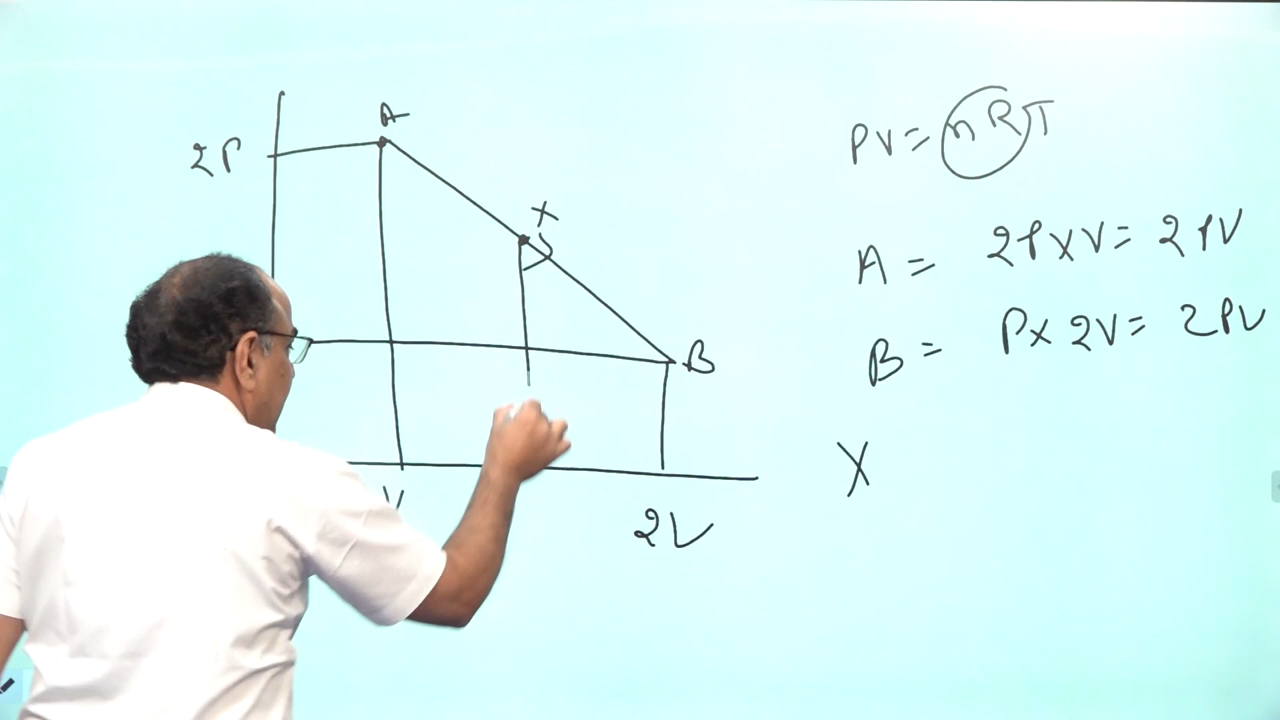 A
2P
X
B
V
2V
PV = nRT
A = 2P x V = 2PV
B = P x 2V = 2PV
X